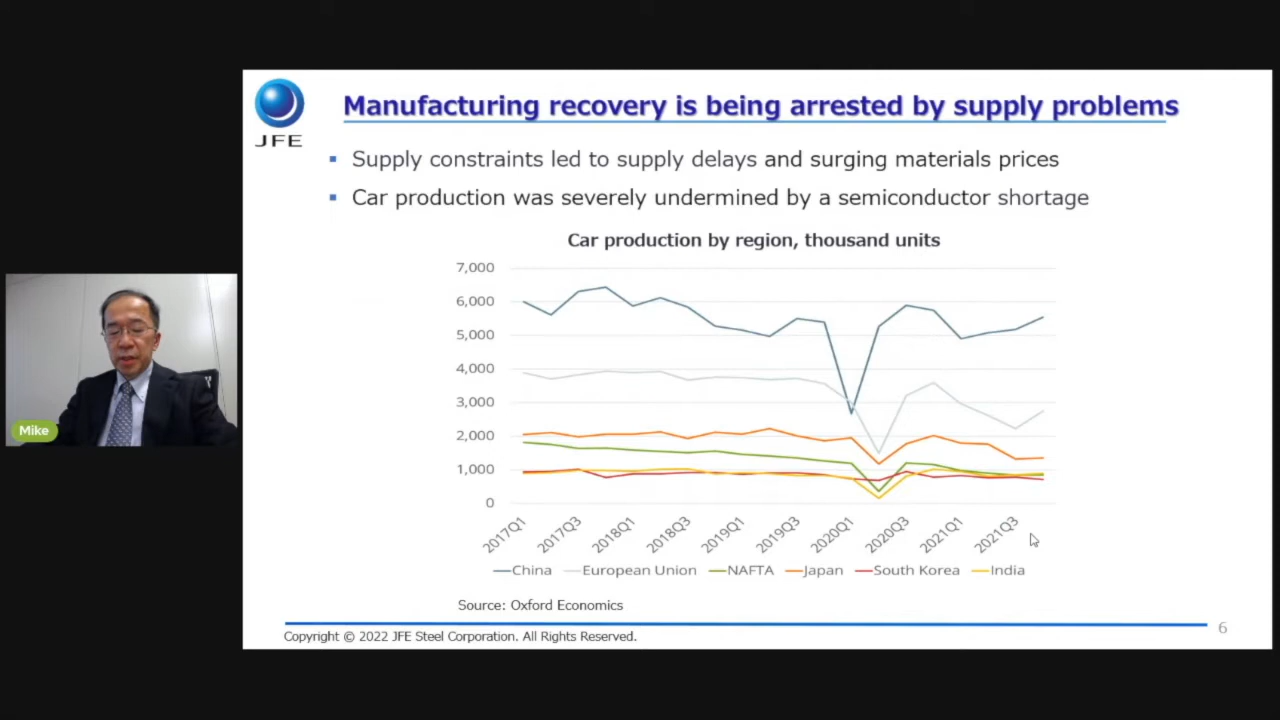 JFE
Manufacturing recovery is being arrested by supply problems
▪ Supply constraints led to supply delays and surging materials prices
▪ Car production was severely undermined by a semiconductor shortage
Car production by region, thousand units
7,000
6,000
5,000
4,000
3,000
2,000
1,000
0
2017Q1
2017Q3
2018Q1
2018Q3
2019Q1
2019Q3
2020Q1
2020Q3
2021Q1
2021Q3
China European Union NAFTA Japan South Korea India
Source: Oxford Economics
Copyright © 2022 JFE Steel Corporation. All Rights Reserved.
6
Mike